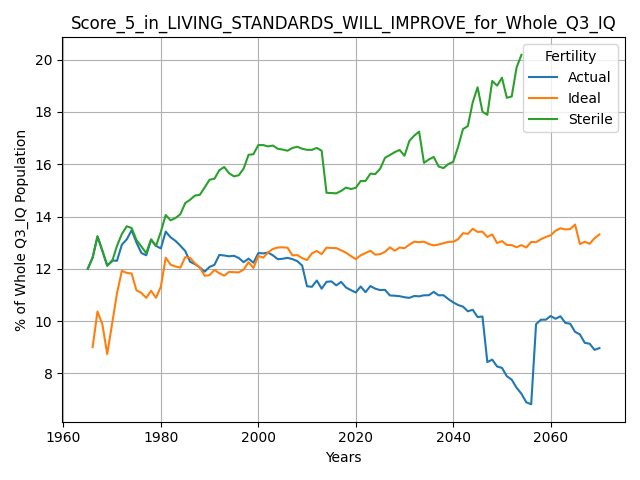 Score_5_in_LIVING_STANDARDS_WILL_IMPROVE_for_Whole_Q3_IQ
% of Whole Q3_IQ Population
20
18
16
14
12
10
8
Fertility
Actual
Ideal
Sterile
1960 1980 2000 2020 2040 2060
Years